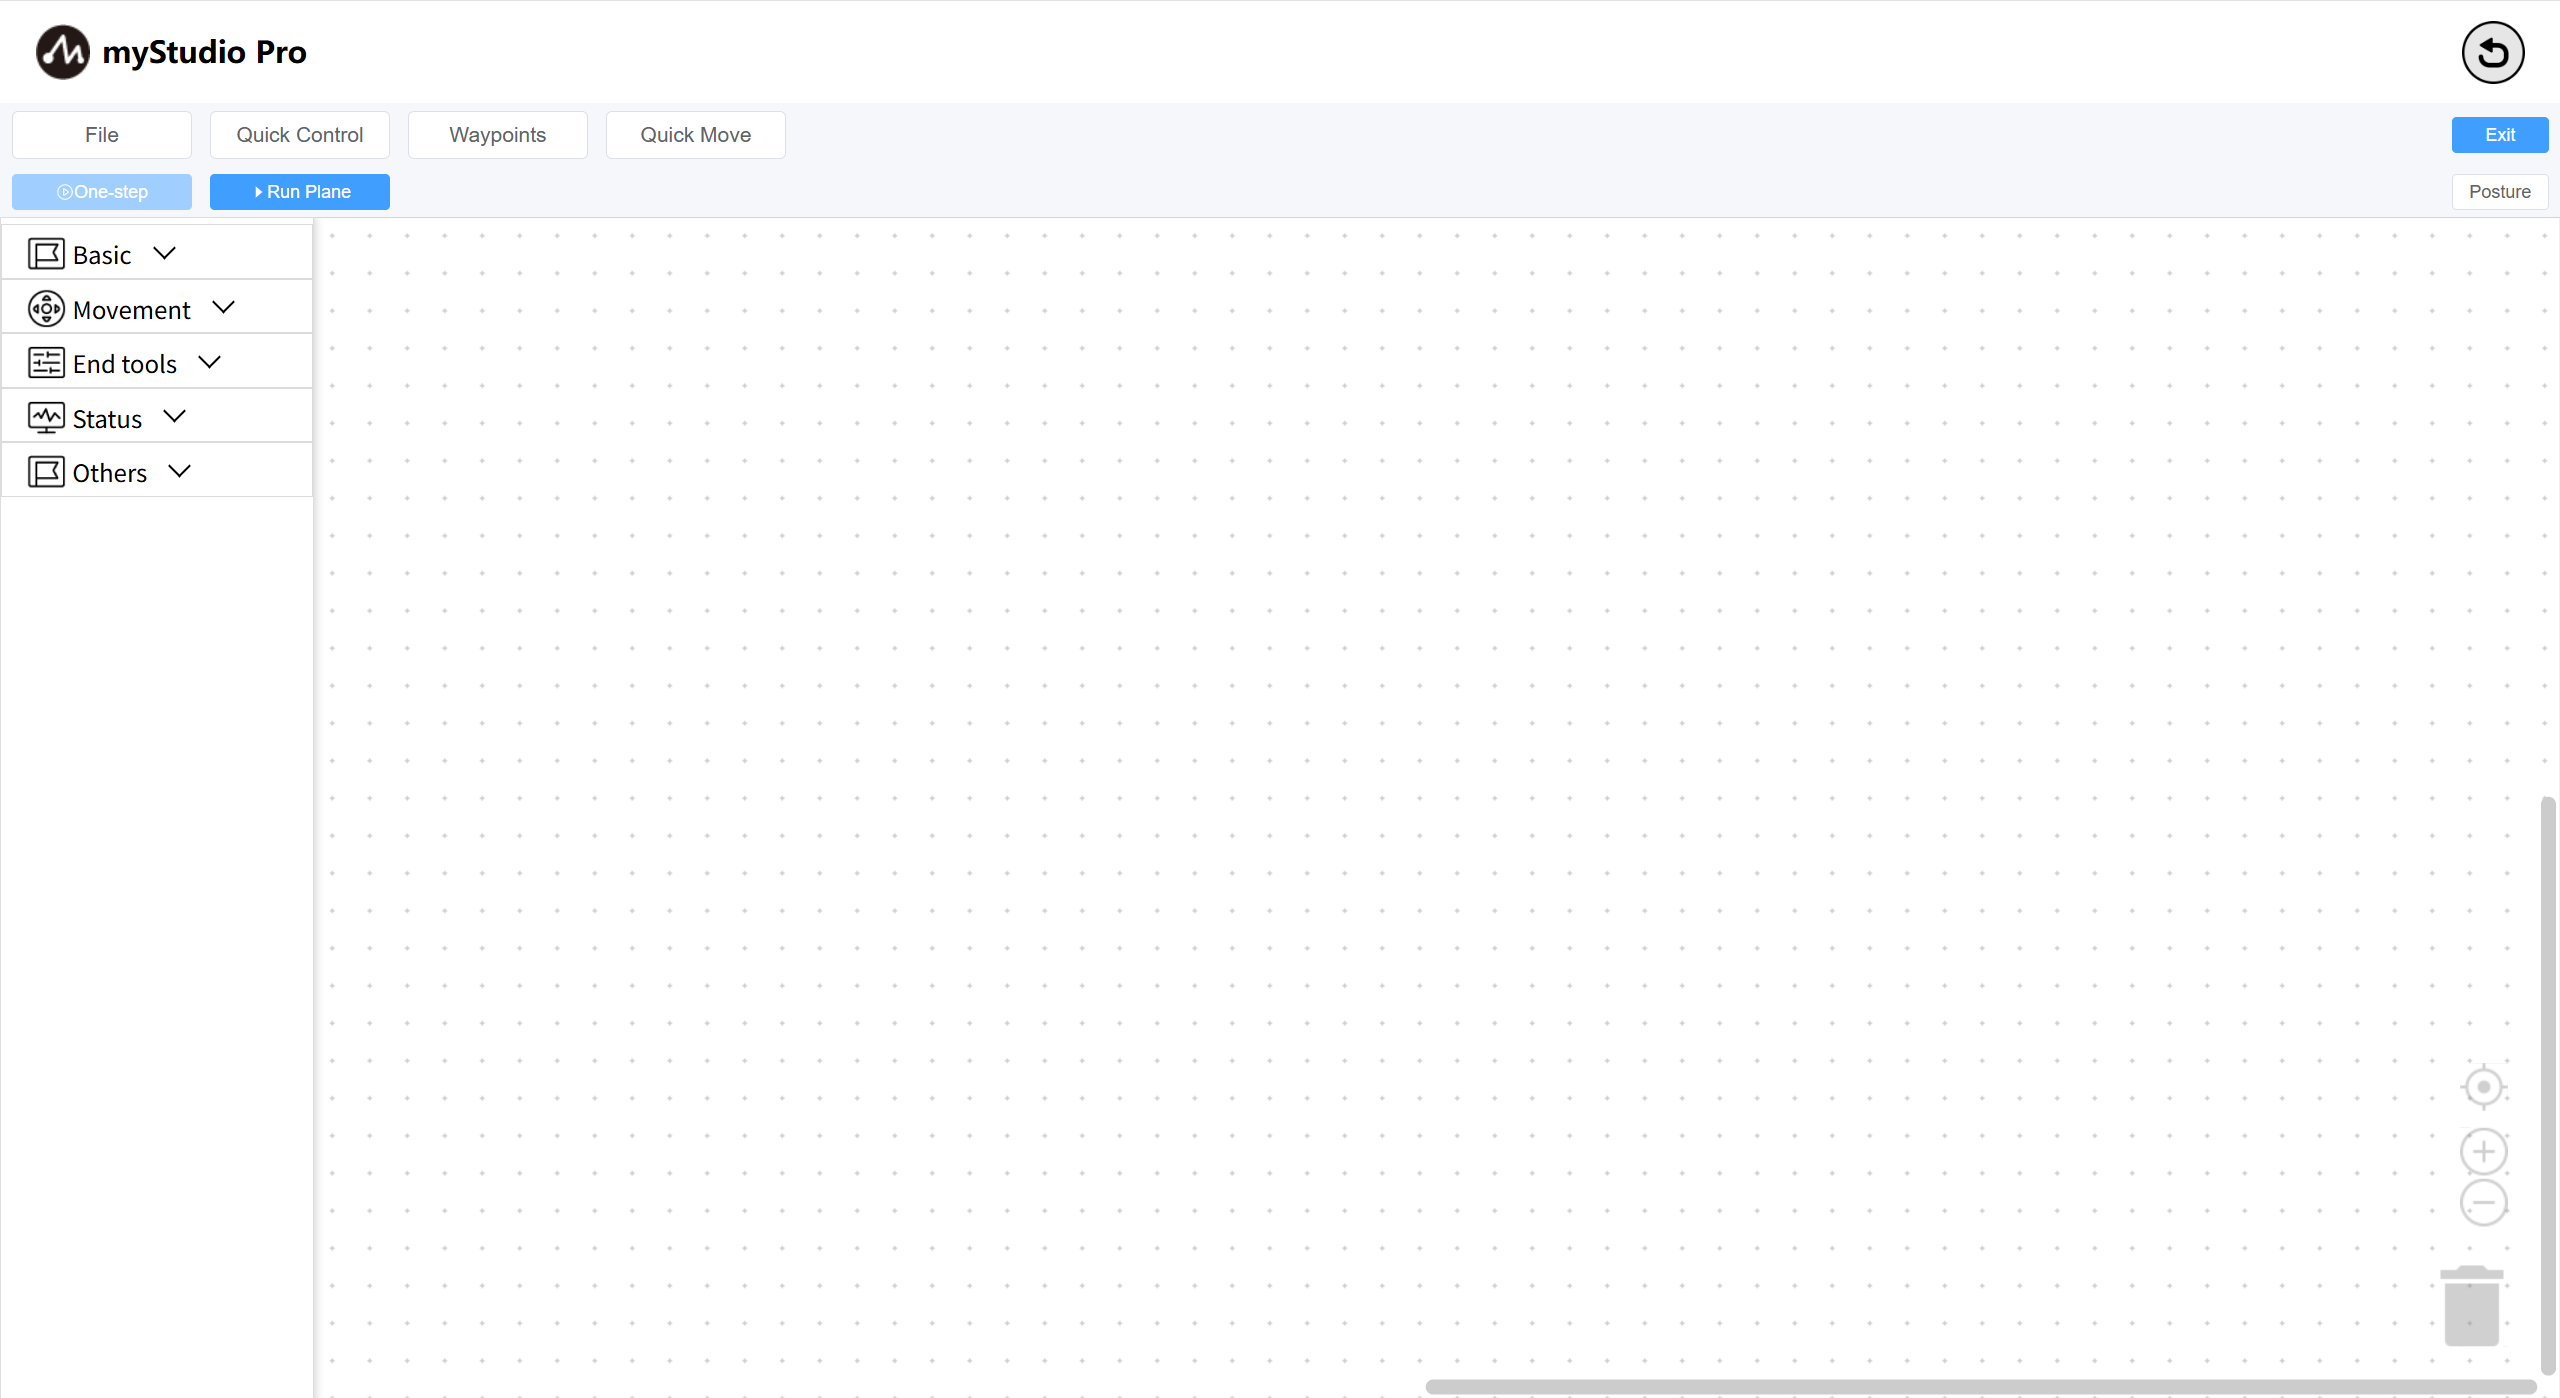 myStudio Pro
File
Quick Control
Waypoints
Quick Move
Exit
One-step
Run Plane
Posture
Basic
Movement
End tools
Status
Others